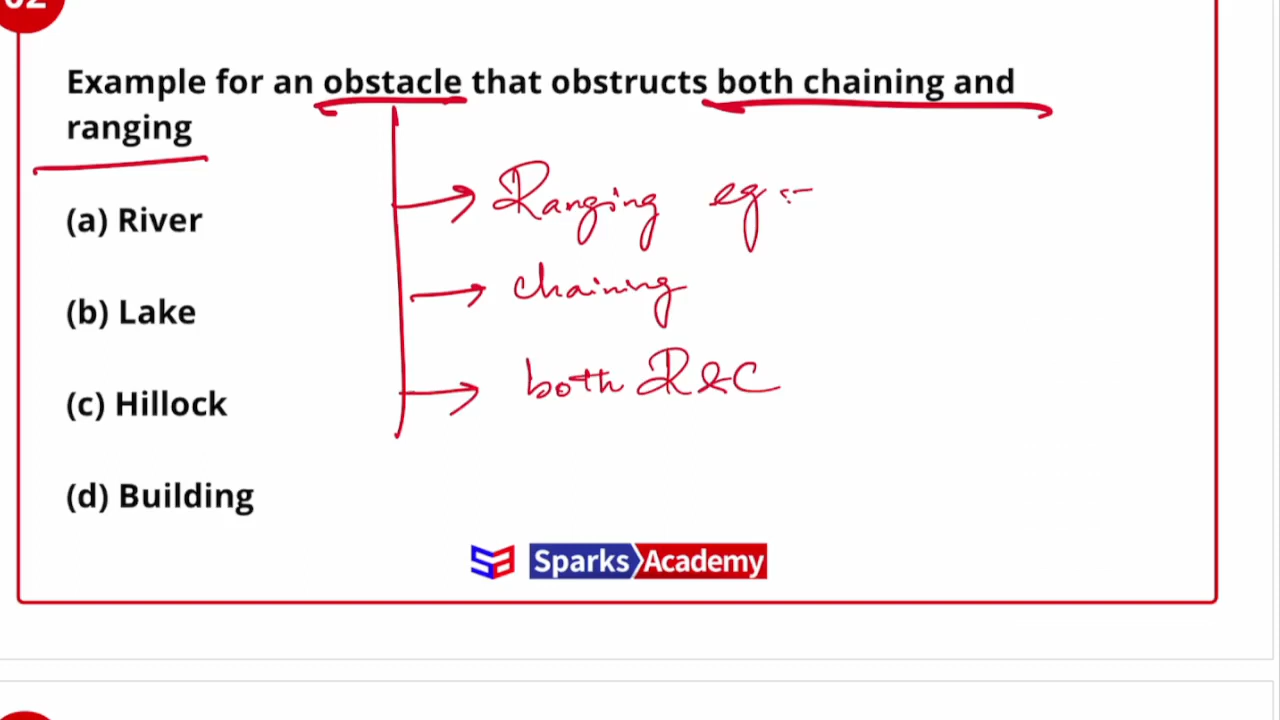 02
Example for an obstacle that obstructs both chaining and
ranging
(a) River
(b) Lake
(c) Hillock
(d) Building
Ranging eg :-
chaining
both R & C
Sparks Academy